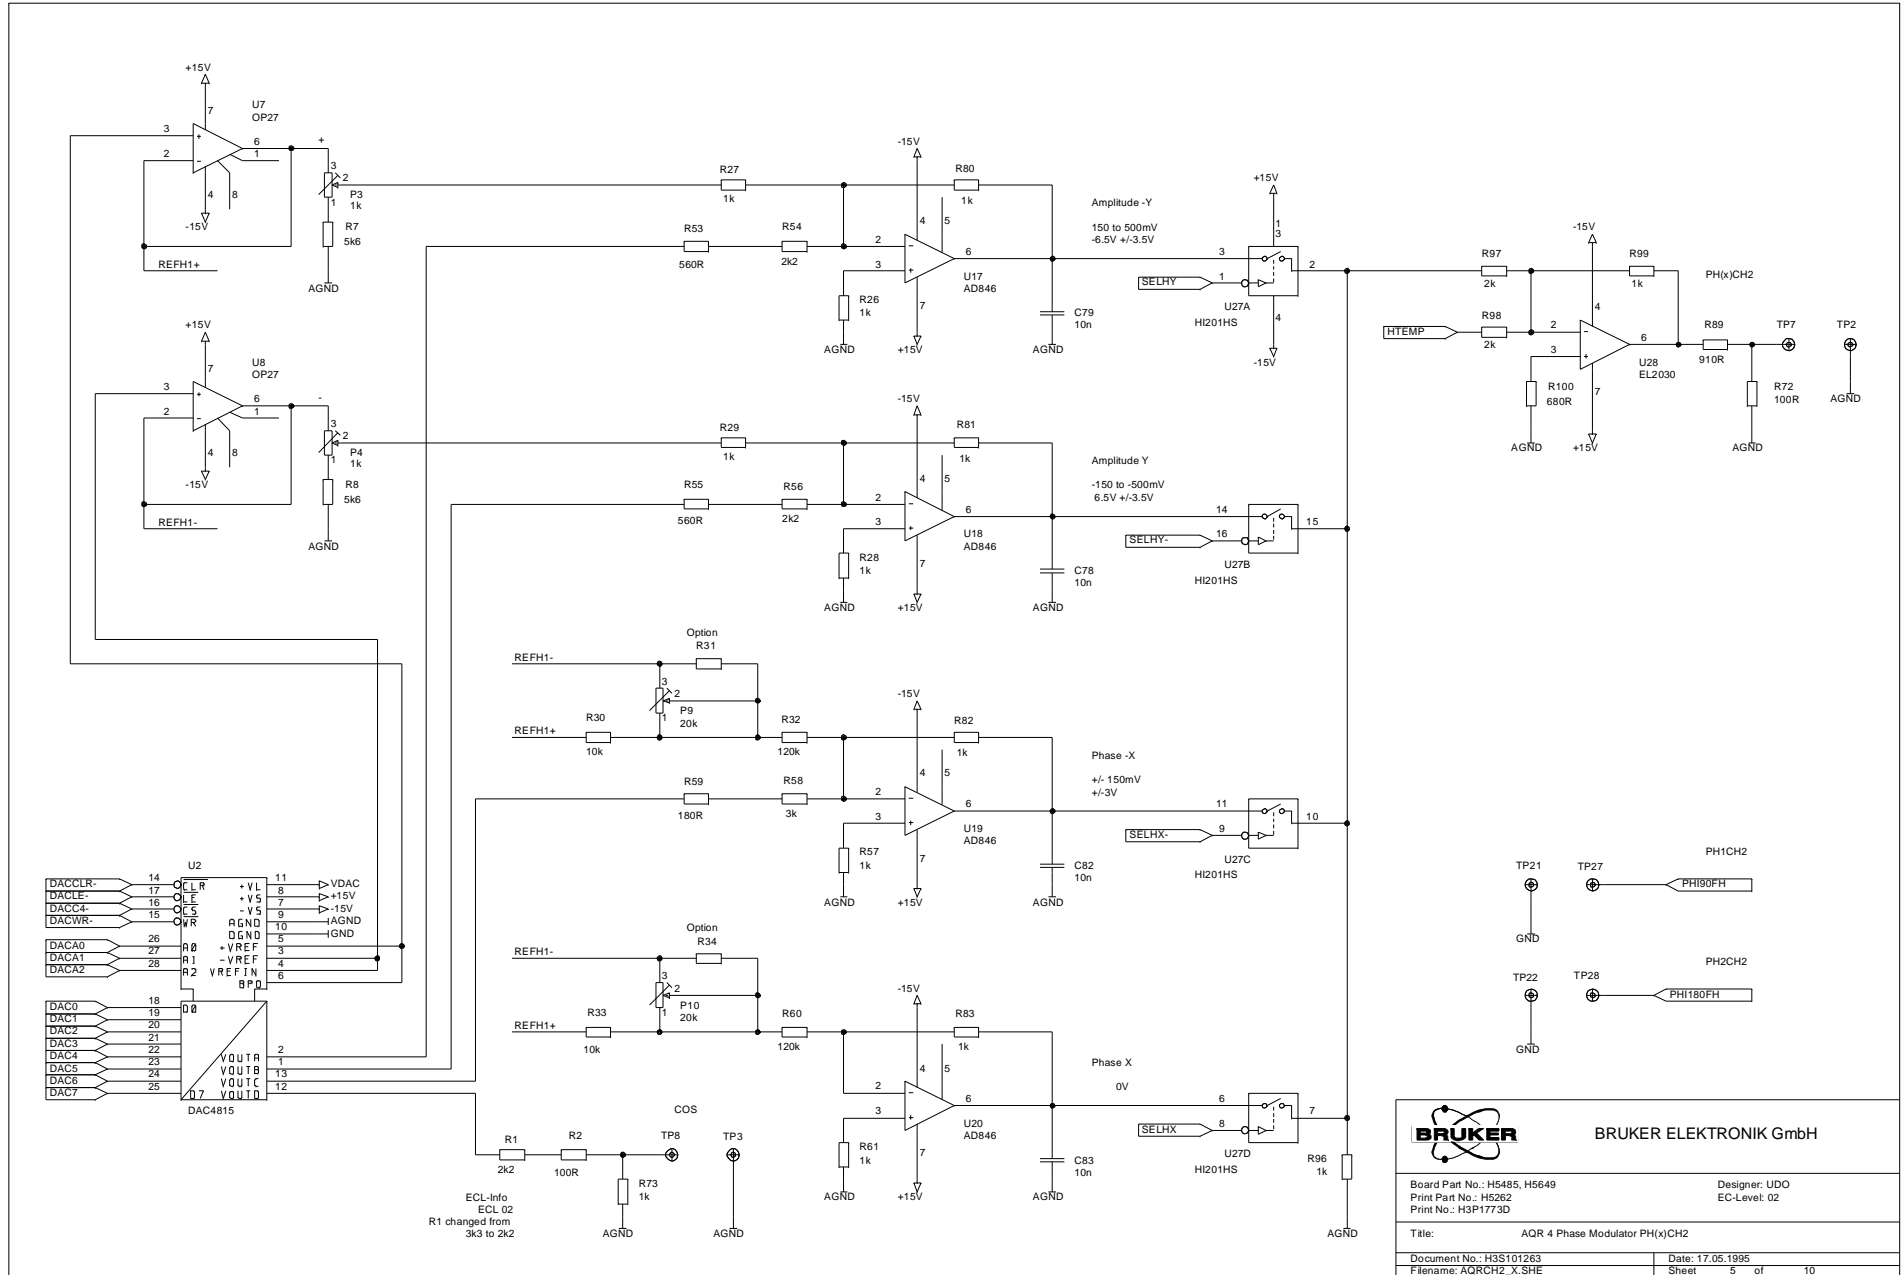 +15V
7
U7
OP27
3
+
6
2
-
1
4
8
-15V
REFH1+
+
3
2
1
P3
1k
R7
5k6
AGND
R27
1k
R53
560R
R54
2k2
-15V
R80
1k
4
5
2
-
6
3
+
U17
AD846
7
+15V
R26
1k
AGND
C79
10n
AGND
Amplitude -Y
150 to 500mV
-6.5V +/-3.5V
+15V
1
3
3
2
SELHY
1
U27A
HI201HS
4
-15V
R97
2k
HTEMP
R98
2k
-15V
R99
1k
4
2
-
6
3
+
U28
EL2030
7
+15V
R100
680R
AGND
PH(x)CH2
R89
910R
TP7
R72
100R
AGND
TP2
AGND
+15V
7
U8
OP27
3
+
6
2
-
1
4
8
-15V
REFH1-
-
3
2
1
P4
1k
R8
5k6
AGND
R29
1k
R55
560R
R56
2k2
-15V
R81
1k
4
5
2
-
6
3
+
U18
AD846
7
+15V
R28
1k
AGND
C78
10n
AGND
Amplitude Y
-150 to -500mV
6.5V +/-3.5V
14
15
SELHY-
16
U27B
HI201HS
Option
R31
REFH1-
3
2
1
P9
20k
REFH1+
R30
10k
R32
120k
R59
180R
R58
3k
-15V
R82
1k
4
5
2
-
6
3
+
U19
AD846
7
+15V
R57
1k
AGND
C82
10n
AGND
Phase -X
+/- 150mV
+/-3V
11
10
SELHX-
9
U27C
HI201HS
Option
R34
REFH1-
3
2
1
P10
20k
REFH1+
R33
10k
R60
120k
-15V
R83
1k
4
5
2
-
6
3
+
U20
AD846
7
+15V
R61
1k
AGND
C83
10n
AGND
Phase X
0V
6
7
SELHX
8
U27D
HI201HS
R96
1k
AGND
U2
DACCLR- 14 CLR +VL 11 VDAC
DACLE- 17 LE +VS 8 +15V
DACC4- 16 CS -VS 7 -15V
DACWR- 15 WR AGND 9 AGND
DGND 10 GND
DACA0 26 A0 +VREF 5
DACA1 27 A1 -VREF 3
DACA2 28 A2 VREFIN 4
BPO 6
DAC0 18 D0
DAC1 19
DAC2 20
DAC3 21
DAC4 22 VOUTA 2
DAC5 23 VOUTB 1
DAC6 24 VOUTC 13
DAC7 25 D7 VOUTD 12
DAC4815
COS
R1
2k2
R2
100R
TP8
TP3
R73
1k
AGND
AGND
ECL-Info
ECL 02
R1 changed from
3k3 to 2k2
PH1CH2
TP21
TP27
PHI90FH
GND
PH2CH2
TP22
TP28
PHI180FH
GND
BRUKER
BRUKER ELEKTRONIK GmbH
Board Part No.: H5485, H5649
Designer: UDO
Print Part No.: H5262
EC-Level: 02
Print No.: H3P1773D
Title: AQR 4 Phase Modulator PH(x)CH2
Document No.: H3S101263
Date: 17.05.1995
Filename: AQRCH2_X.SHE
Sheet 5 of 10